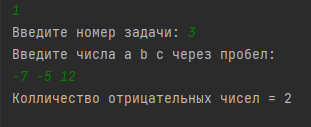 1
Введите номер задачи: 3
Введите числа a b c через пробел:
-7 -5 12
Колличество отрицательных чисел = 2